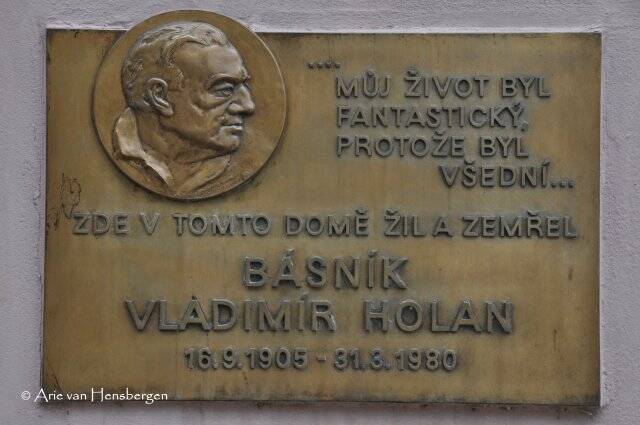 ....
MŮJ ŽIVOT BYL
FANTASTICKÝ,
PROTOŽE BYL
VŠEDNÍ...
ZDE V TOMTO DOMĚ ŽIL A ZEMŘEL
BÁSNÍK
VLADIMÍR HOLAN
16.9.1905 - 31.3.1980
© Arie van Hensbergen